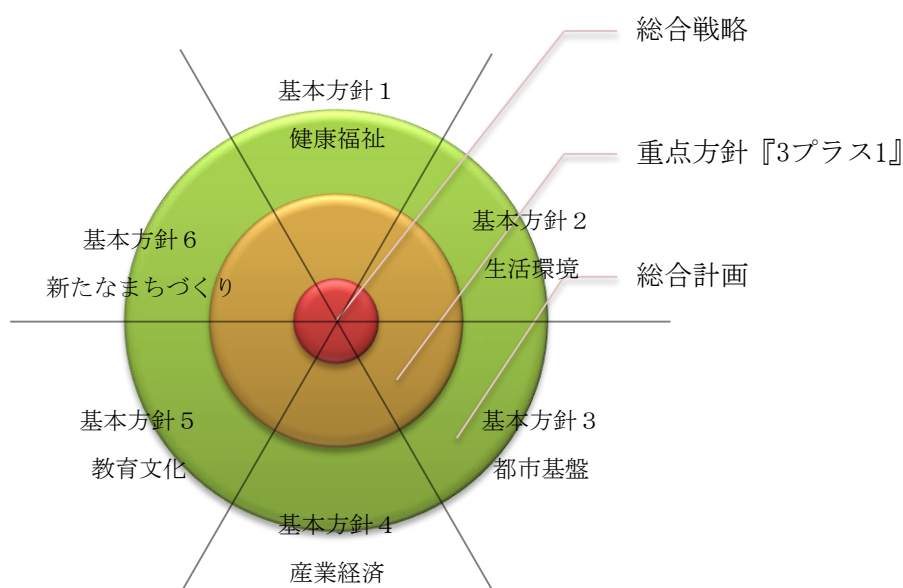 総合戦略
基本方針１
健康福祉
重点方針『3プラス1』
基本方針２
生活環境
基本方針６
新たなまちづくり
総合計画
基本方針５
教育文化
基本方針３
都市基盤
基本方針４
産業経済